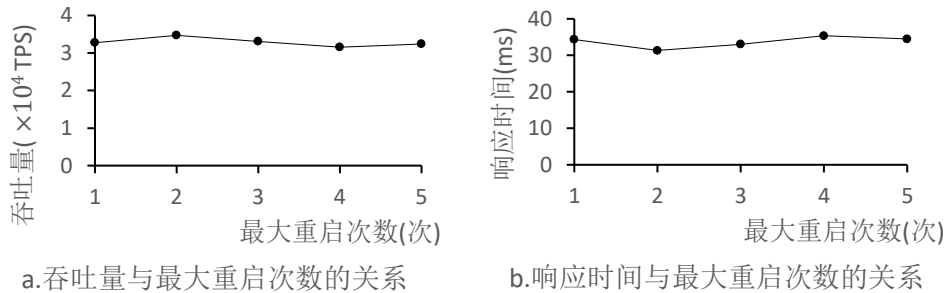 吞吐量( ×10⁴ TPS)
4
3
2
1
0
1 2 3 4 5
最大重启次数(次)
a.吞吐量与最大重启次数的关系
响应时间(ms)
40
30
20
10
0
1 2 3 4 5
最大重启次数(次)
b.响应时间与最大重启次数的关系